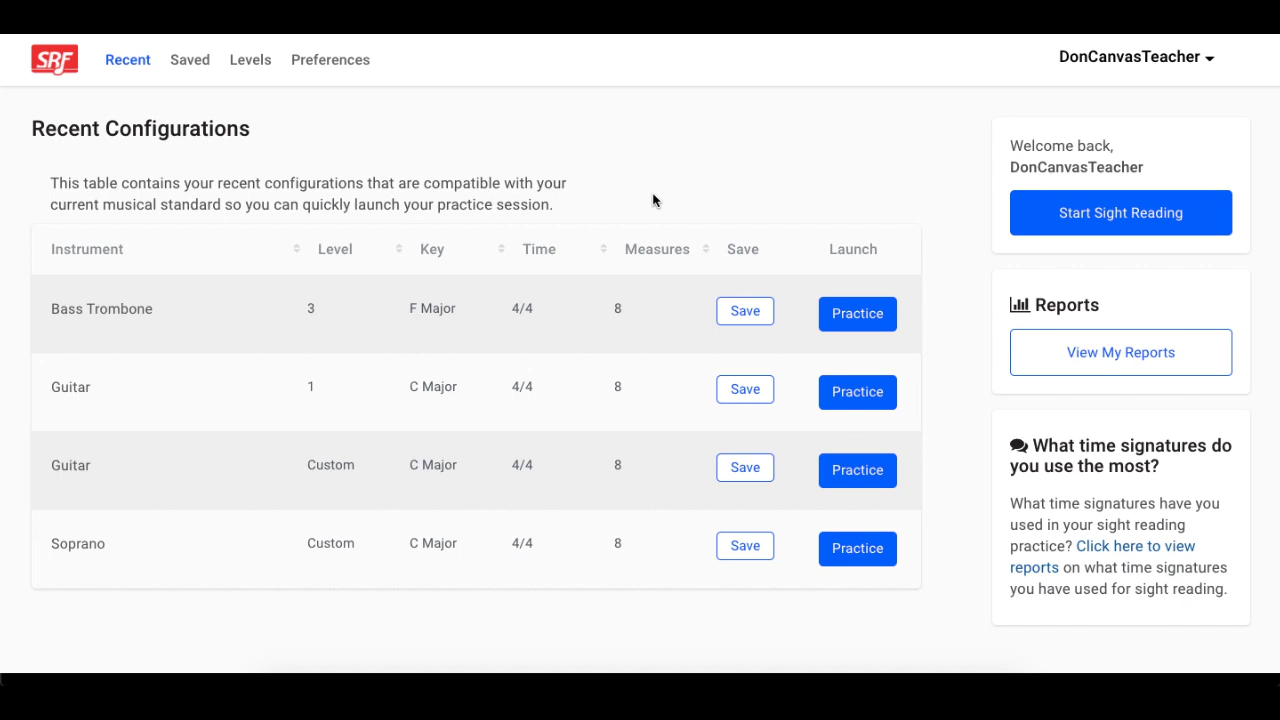 SRF Recent Saved Levels Preferences DonCanvasTeacher
Recent Configurations
This table contains your recent configurations that are compatible with your
current musical standard so you can quickly launch your practice session.
Instrument Level Key Time Measures Save Launch
Bass Trombone 3 F Major 4/4 8 Save Practice
Guitar 1 C Major 4/4 8 Save Practice
Guitar Custom C Major 4/4 8 Save Practice
Soprano Custom C Major 4/4 8 Save Practice
Welcome back,
DonCanvasTeacher
Start Sight Reading
Reports
View My Reports
What time signatures do
you use the most?
What time signatures have you
used in your sight reading
practice? Click here to view
reports on what time signatures
you have used for sight reading.